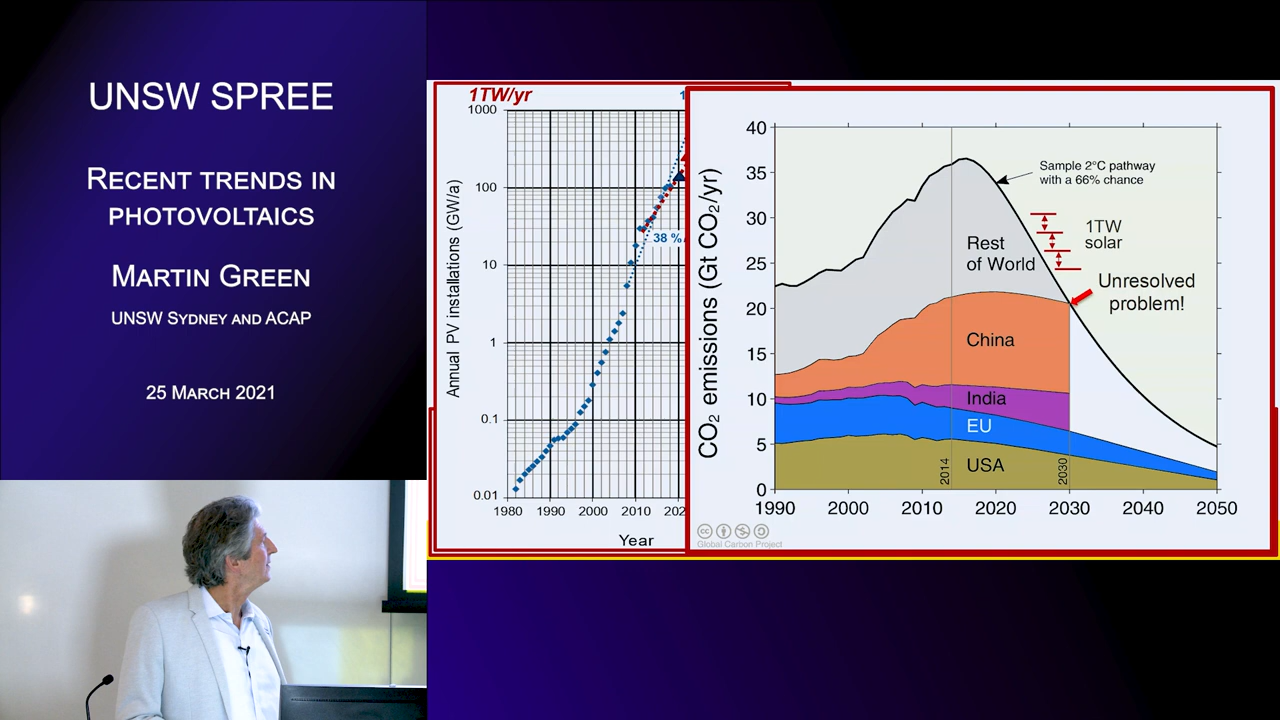 UNSW SPREE
RECENT TRENDS IN
PHOTOVOLTAICS
MARTIN GREEN
UNSW SYDNEY AND ACAP
25 MARCH 2021
1TW/yr
1000
100
10
1
0.1
0.01
Annual PV installations (GW/a)
38 %
1980 1990 2000 2010
Year
CO₂ emissions (Gt CO₂/yr)
40
35
30
25
20
15
10
5
0
1990 2000 2010 2020 2030 2040 2050
Sample 2°C pathway
with a 66% chance
1TW
solar
Unresolved
problem!
Rest
of World
China
India
EU
USA
2014
2030
cc
Global Carbon Project